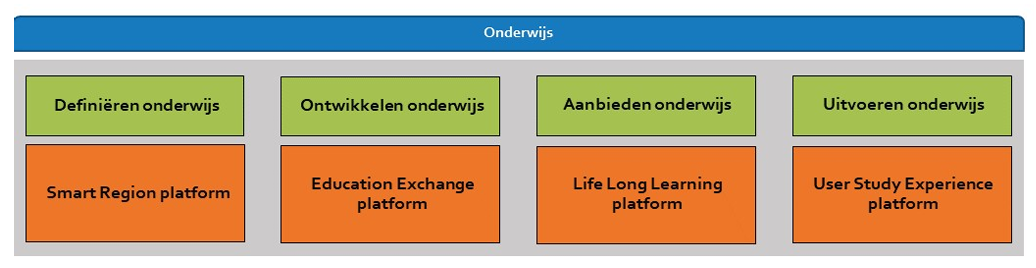 Onderwijs
Definiëren onderwijs
Ontwikkelen onderwijs
Aanbieden onderwijs
Uitvoeren onderwijs
Smart Region platform
Education Exchange
platform
Life Long Learning
platform
User Study Experience
platform